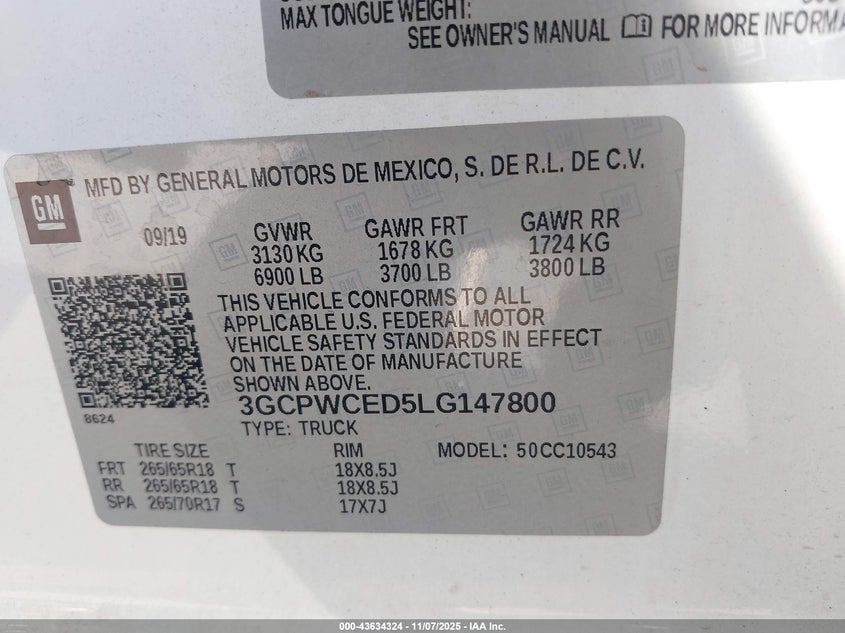 MAX TONGUE WEIGHT:
SEE OWNER'S MANUAL FOR MORE INFORMA
MFD BY GENERAL MOTORS DE MEXICO, S. DE R.L. DE C.V.
GM
09/19 GVWR GAWR FRT GAWR RR
3130 KG 1678 KG 1724 KG
6900 LB 3700 LB 3800 LB
THIS VEHICLE CONFORMS TO ALL
APPLICABLE U.S. FEDERAL MOTOR
VEHICLE SAFETY STANDARDS IN EFFECT
ON THE DATE OF MANUFACTURE
SHOWN ABOVE.
8624
3GCPWCED5LG147800
TYPE: TRUCK
TIRE SIZE RIM MODEL: 50CC10543
FRT 265/65R18 T 18X8.5J
RR 265/65R18 T 18X8.5J
SPA 265/70R17 S 17X7J
000-43634324 | 11/07/2025 - IAA Inc.